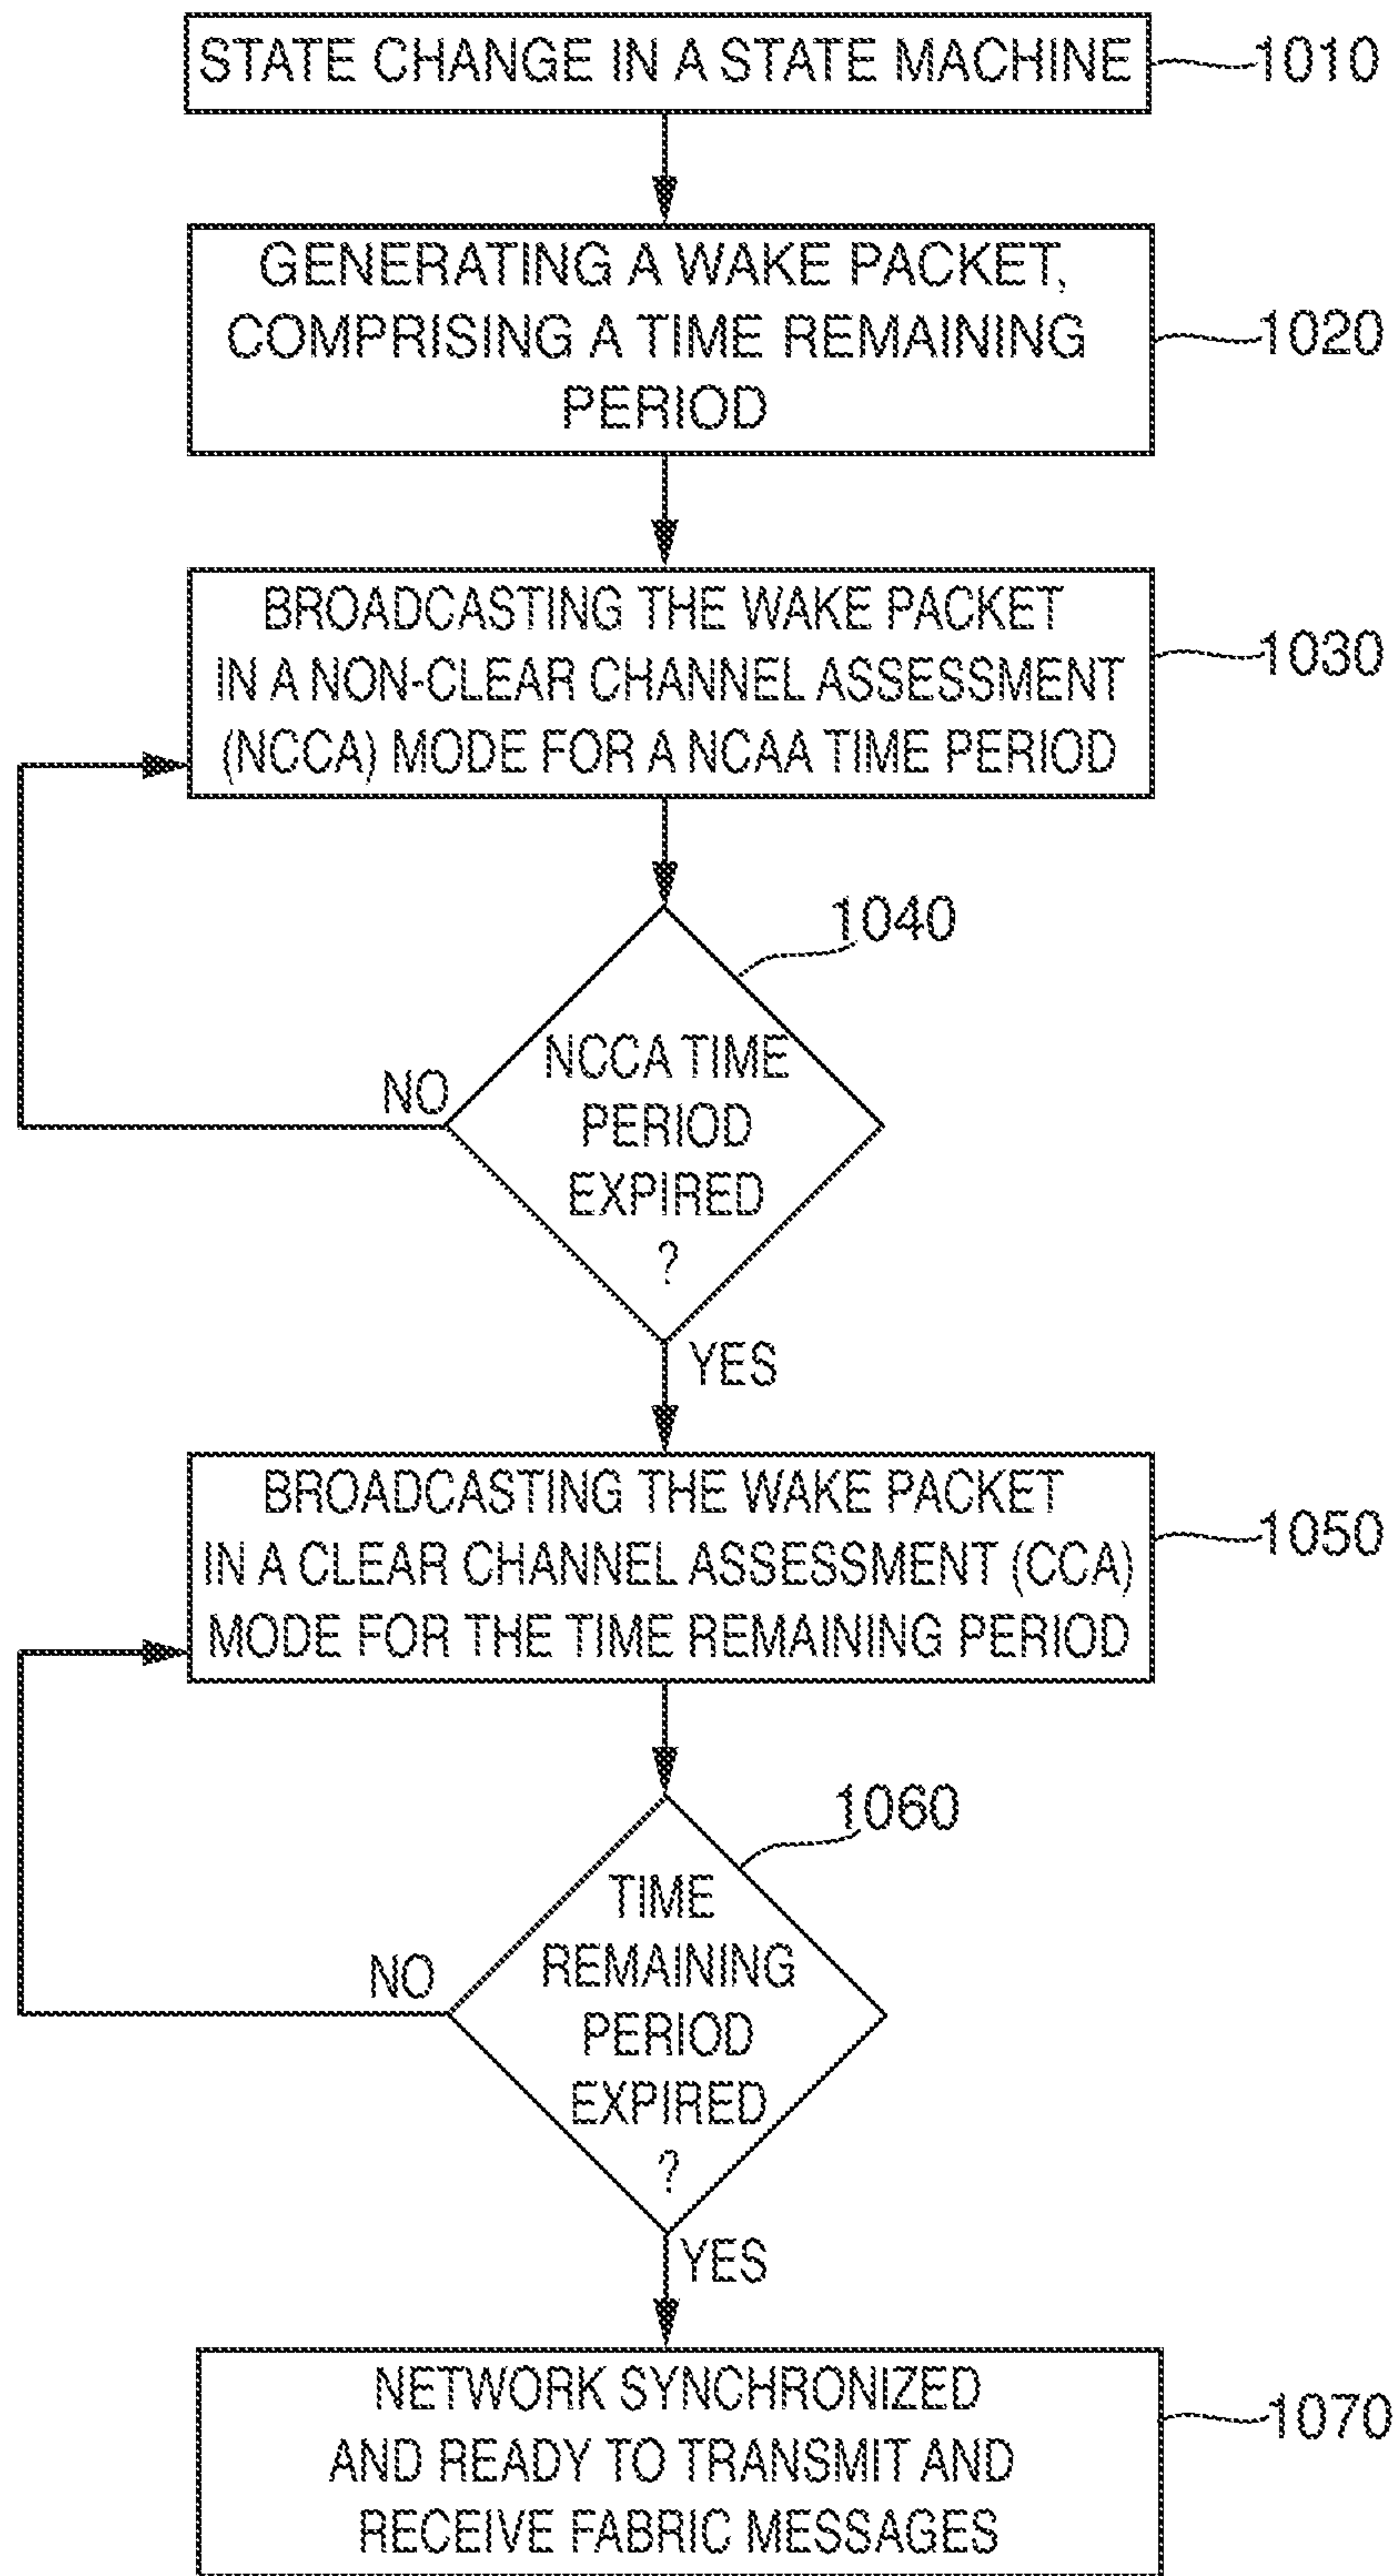 STATE CHANGE IN A STATE MACHINE
1010
GENERATING A WAKE PACKET,
COMPRISING A TIME REMAINING
PERIOD
1020
BROADCASTING THE WAKE PACKET
IN A NON-CLEAR CHANNEL ASSESSMENT
(NCCA) MODE FOR A NCAA TIME PERIOD
1030
1040
NCCA TIME
PERIOD
EXPIRED
?
NO
YES
BROADCASTING THE WAKE PACKET
IN A CLEAR CHANNEL ASSESSMENT (CCA)
MODE FOR THE TIME REMAINING PERIOD
1050
1060
TIME
REMAINING
PERIOD
EXPIRED
?
NO
YES
NETWORK SYNCHRONIZED
AND READY TO TRANSMIT AND
RECEIVE FABRIC MESSAGES
1070